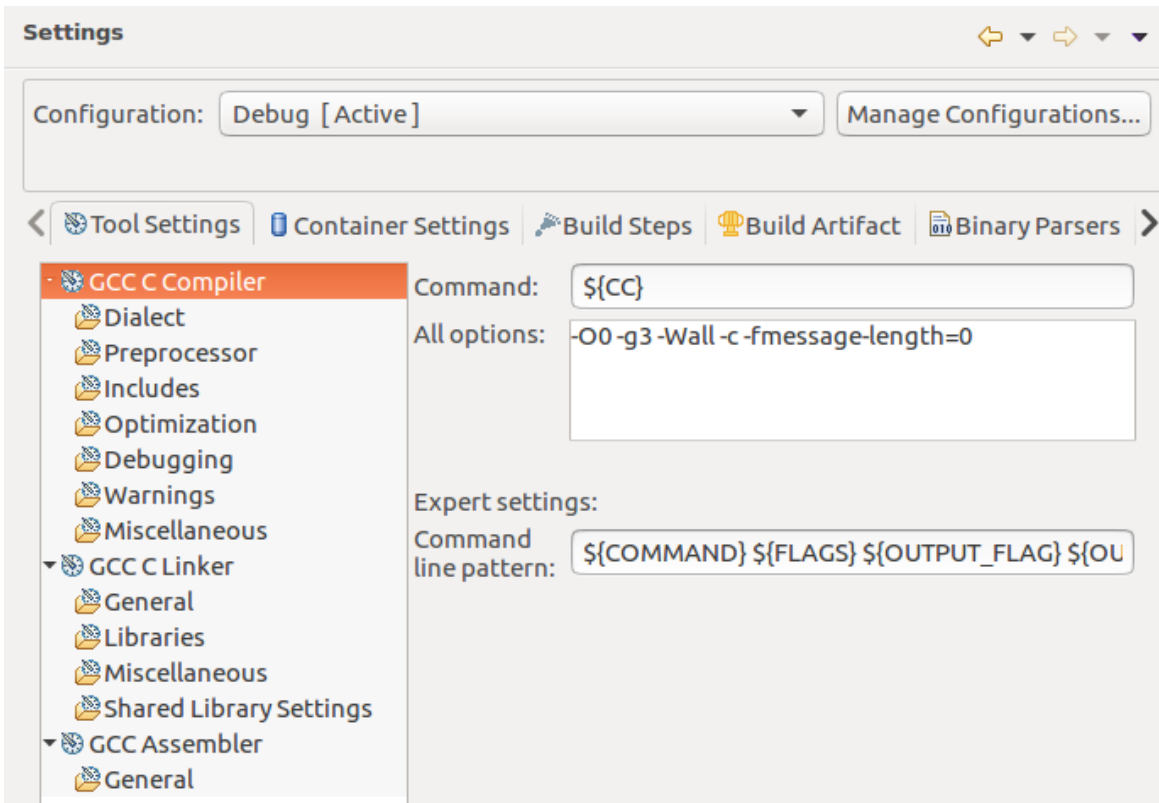 Settings
Configuration: Debug [Active] Manage Configurations...
Tool Settings Container Settings Build Steps Build Artifact Binary Parsers
GCC C Compiler
Dialect
Preprocessor
Includes
Optimization
Debugging
Warnings
Miscellaneous
GCC C Linker
General
Libraries
Miscellaneous
Shared Library Settings
GCC Assembler
General
Command: ${CC}
All options: -O0 -g3 -Wall -c -fmessage-length=0
Expert settings:
Command
line pattern: ${COMMAND} ${FLAGS} ${OUTPUT_FLAG} ${OU